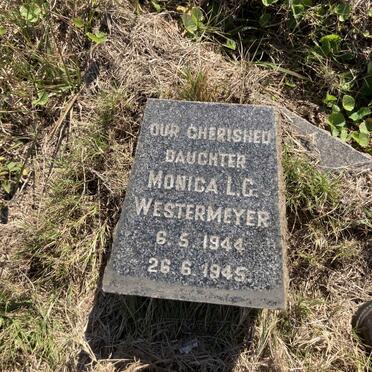 OUR CHERISHED
DAUGHTER
MONICA L.G.
WESTERMEYER
6.5.1944
26.6.1945.